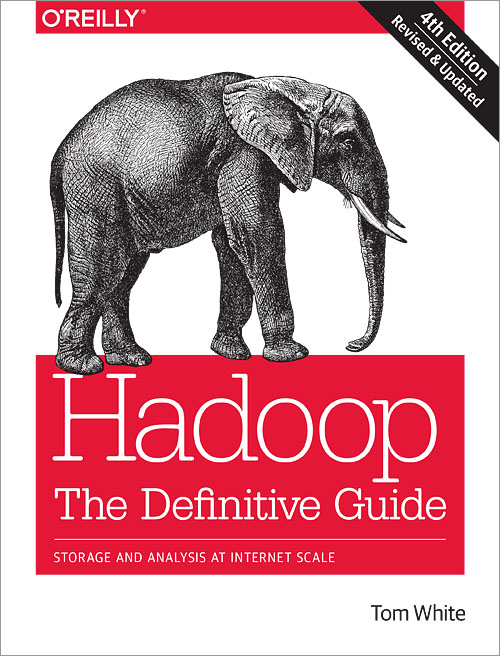 O'REILLY®
4th Edition
Revised & Updated
Hadoop
The Definitive Guide
STORAGE AND ANALYSIS AT INTERNET SCALE
Tom White